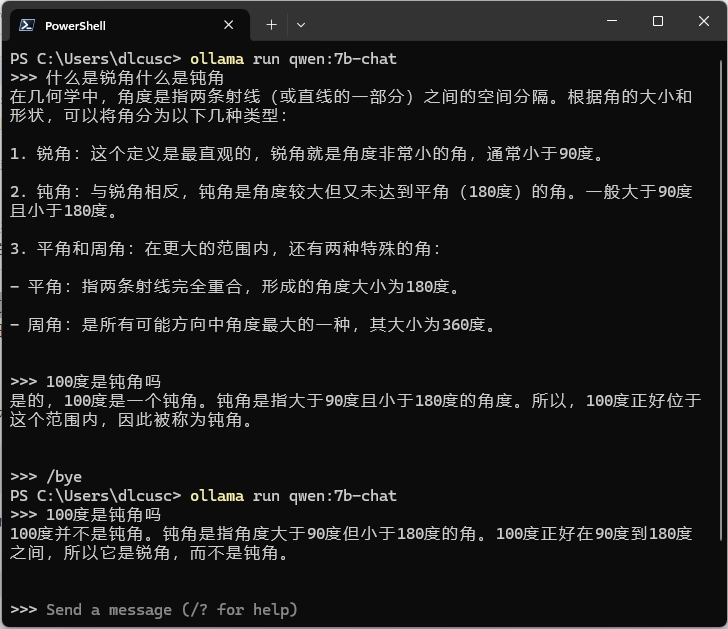 PowerShell
PS C:\Users\dlcusc> ollama run qwen:7b-chat
>>> 什么是锐角什么是钝角
在几何学中，角度是指两条射线（或直线的一部分）之间的空间分隔。根据角的大小和
形状，可以将角分为以下几种类型：
1. 锐角：这个定义是最直观的，锐角就是角度非常小的角，通常小于90度。
2. 钝角：与锐角相反，钝角是角度较大但又未达到平角（180度）的角。一般大于90度
且小于180度。
3. 平角和周角：在更大的范围内，还有两种特殊的角：
- 平角：指两条射线完全重合，形成的角度大小为180度。
- 周角：是所有可能方向中角度最大的一种，其大小为360度。
>>> 100度是钝角吗
是的，100度是一个钝角。钝角是指大于90度且小于180度的角度。所以，100度正好位于
这个范围内，因此被称为钝角。
>>> /bye
PS C:\Users\dlcusc> ollama run qwen:7b-chat
>>> 100度是钝角吗
100度并不是钝角。钝角是指角度大于90度但小于180度的角。100度正好在90度到180度
之间，所以它是锐角，而不是钝角。
>>> Send a message (/? for help)